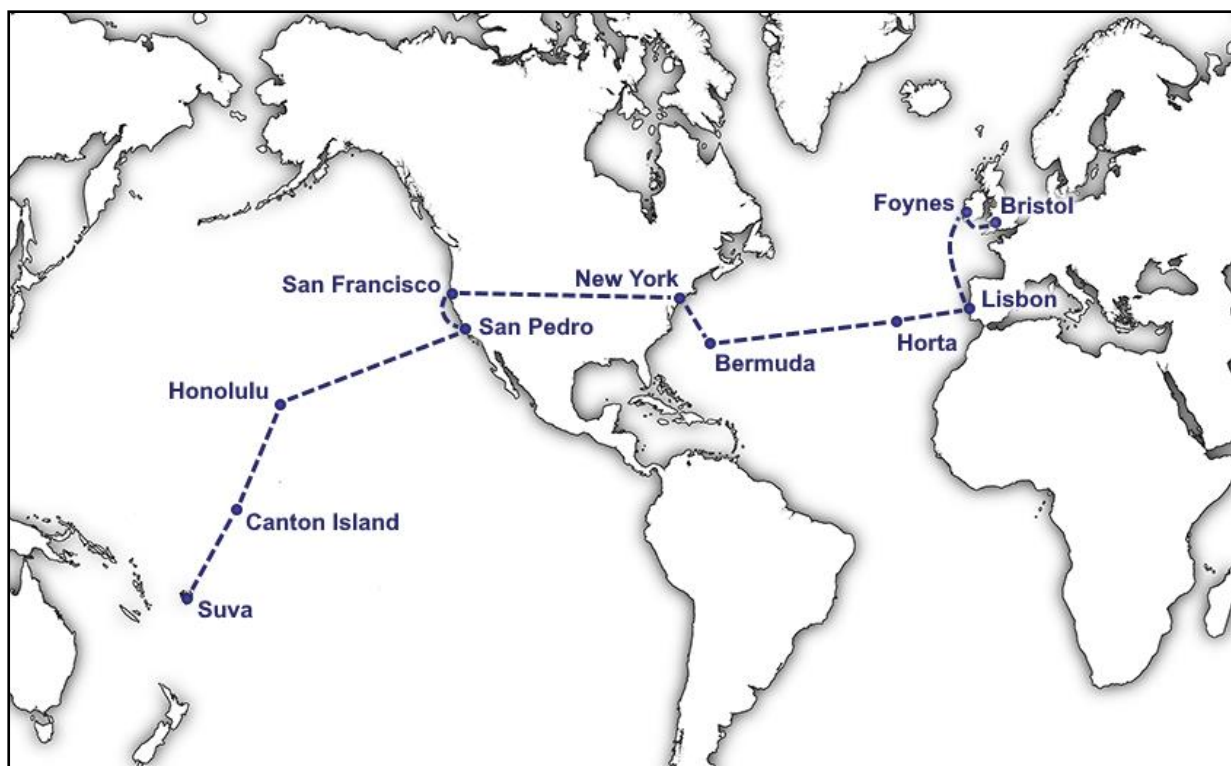 Foynes
Bristol
San Francisco
New York
San Pedro
Lisbon
Horta
Bermuda
Honolulu
Canton Island
Suva